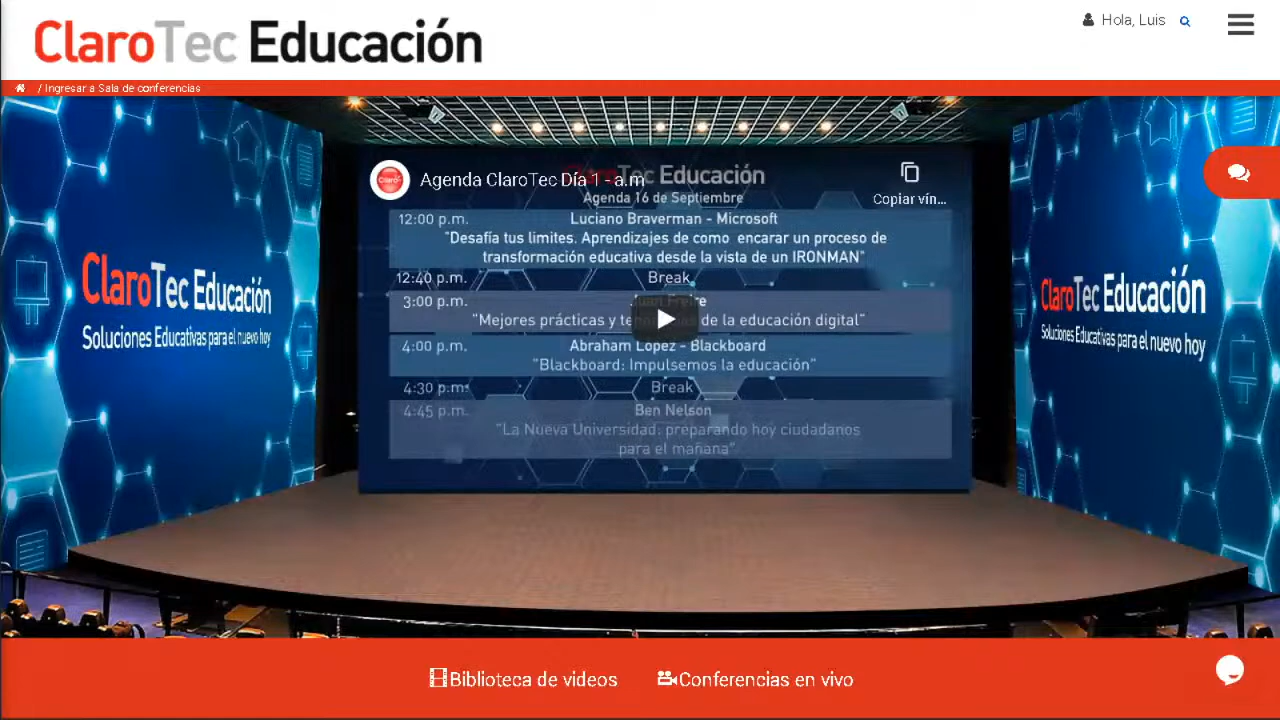 ClaroTec Educación
Hola, Luis
/ Ingresar a Sala de conferencias
ClaroTec Educación
Soluciones Educativas para el nuevo hoy
Claro
Agenda ClaroTec Día 1 - a.m
Tec Educación
Copiar vín...
Agenda 16 de Septiembre
12:00 p.m. Luciano Braverman - Microsoft
"Desafía tus limites. Aprendizajes de como encarar un proceso de
transformación educativa desde la vista de un IRONMAN"
12:40 p.m. Break
3:00 p.m. Juan Freire
"Mejores prácticas y de la educación digital"
4:00 p.m. Abraham Lopez - Blackboard
"Blackboard: Impulsemos la educación"
4:30 p.m. Break
4:45 p.m. Ben Nelson
"La Nueva Universidad: preparando hoy ciudadanos
para el mañana"
ClaroTec Educación
Soluciones Educativas para el nuevo hoy
Biblioteca de videos
Conferencias en vivo